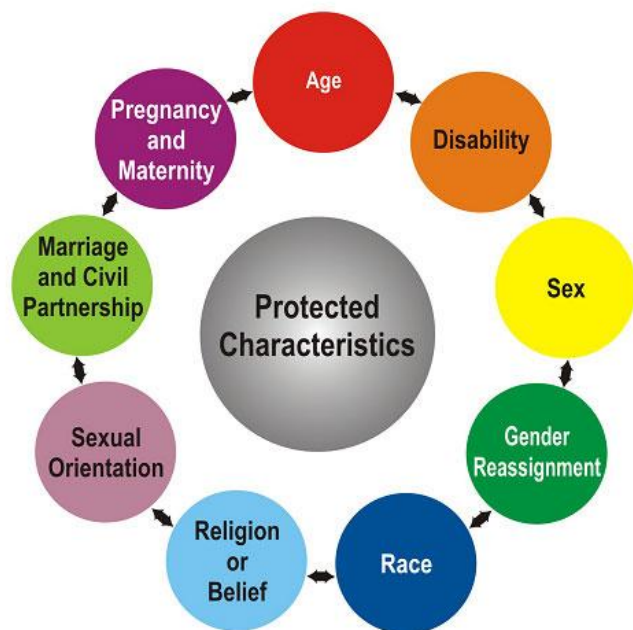 Age
Disability
Sex
Gender
Reassignment
Race
Religion
or
Belief
Sexual
Orientation
Marriage
and Civil
Partnership
Pregnancy
and
Maternity
Protected
Characteristics